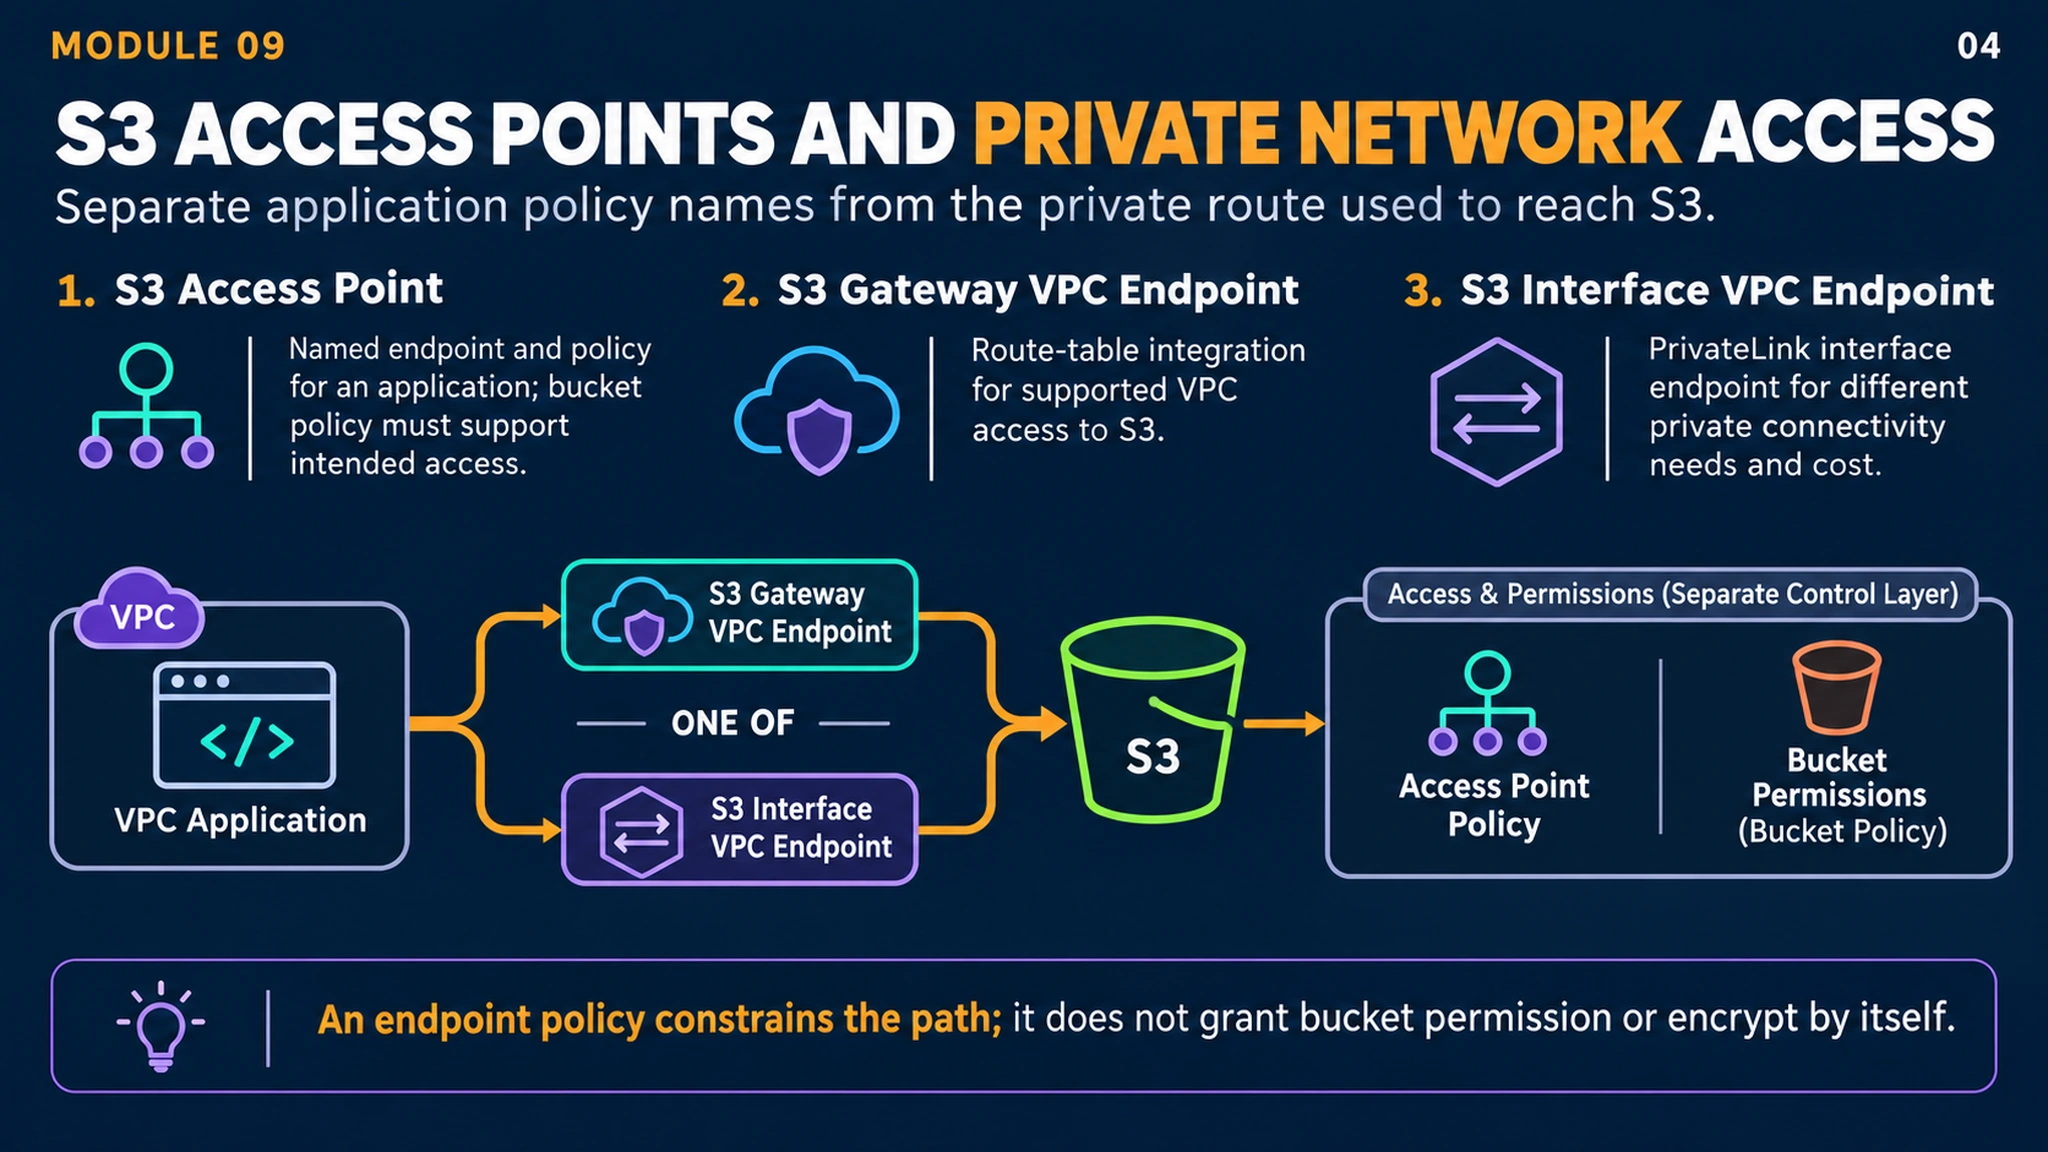 MODULE 09
04
S3 ACCESS POINTS AND PRIVATE NETWORK ACCESS
Separate application policy names from the private route used to reach S3.
1. S3 Access Point
Named endpoint and policy
for an application; bucket
policy must support
intended access.
2. S3 Gateway VPC Endpoint
Route-table integration
for supported VPC
access to S3.
3. S3 Interface VPC Endpoint
PrivateLink interface
endpoint for different
private connectivity
needs and cost.
VPC
</>
VPC Application
S3 Gateway
VPC Endpoint
ONE OF
S3 Interface
VPC Endpoint
S3
Access & Permissions (Separate Control Layer)
Access Point
Policy
Bucket
Permissions
(Bucket Policy)
An endpoint policy constrains the path; it does not grant bucket permission or encrypt by itself.